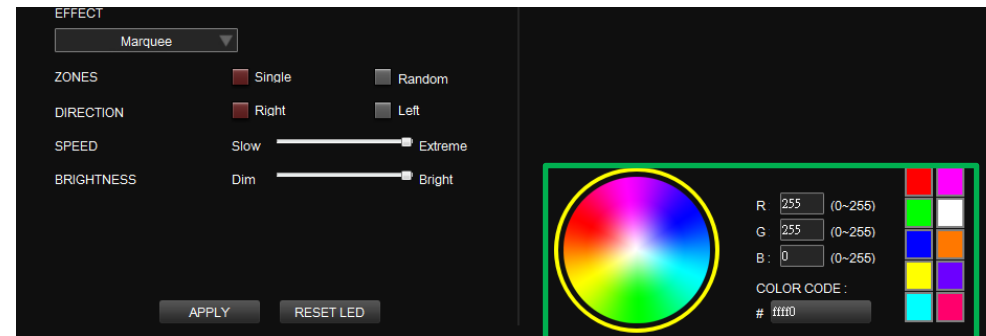 EFFECT
Marquee
ZONES Single Random
DIRECTION Right Left
SPEED Slow Extreme
BRIGHTNESS Dim Bright
APPLY RESET LED
R 255 (0~255)
G 255 (0~255)
B : 0 (0~255)
COLOR CODE :
# ffff0